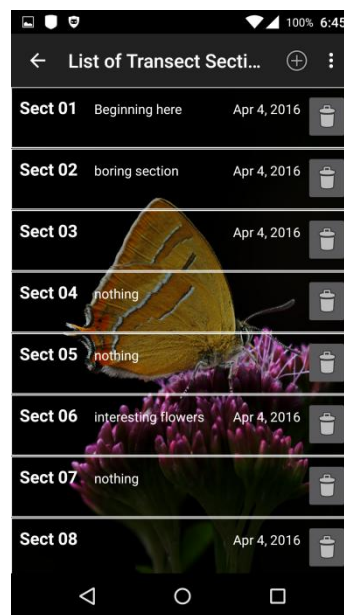 100% 6:45
List of Transect Secti...
Sect 01 Beginning here Apr 4, 2016
Sect 02 boring section Apr 4, 2016
Sect 03 Apr 4, 2016
Sect 04 nothing
Sect 05 nothing
Sect 06 interesting flowers Apr 4, 2016
Sect 07 nothing
Sect 08 Apr 4, 2016